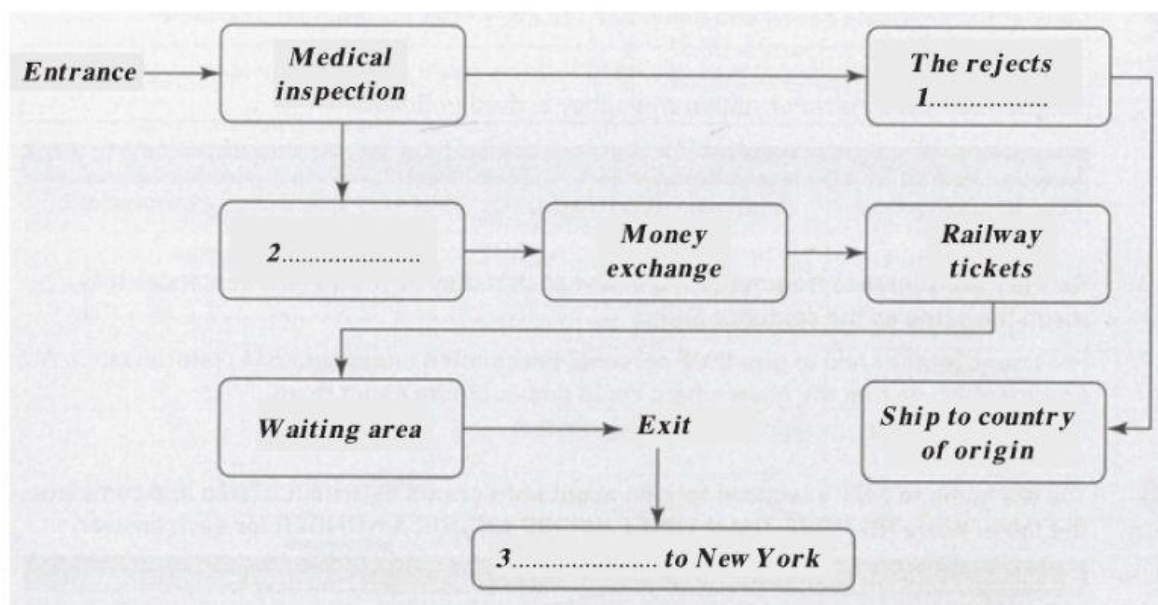 Entrance
Medical
inspection
The rejects
1..................
2.....................
Money
exchange
Railway
tickets
Waiting area
Exit
Ship to country
of origin
3...................... to New York